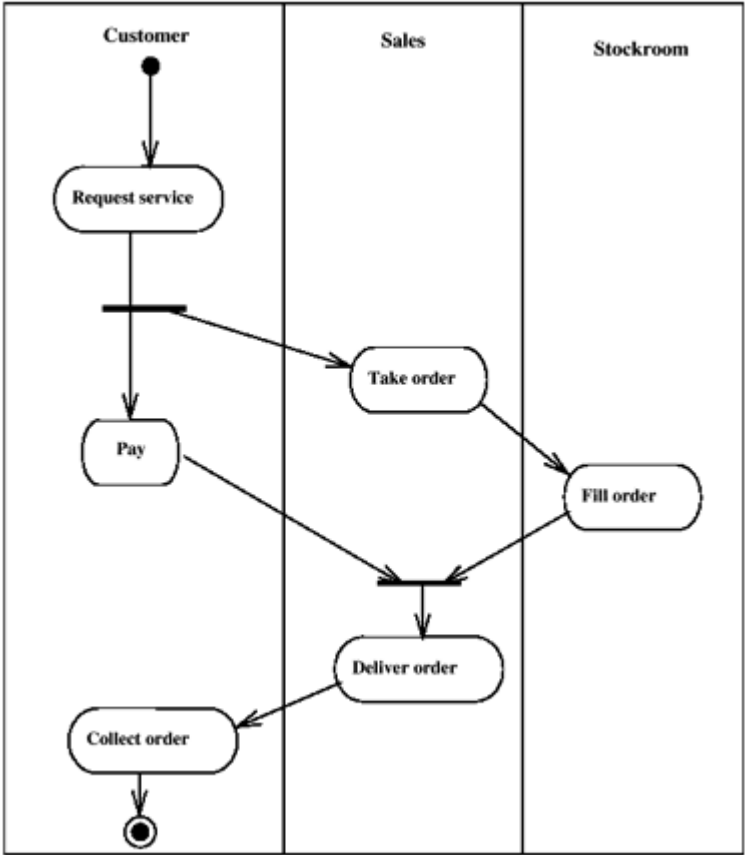 Customer
Sales
Stockroom
Request service
Take order
Pay
Fill order
Deliver order
Collect order